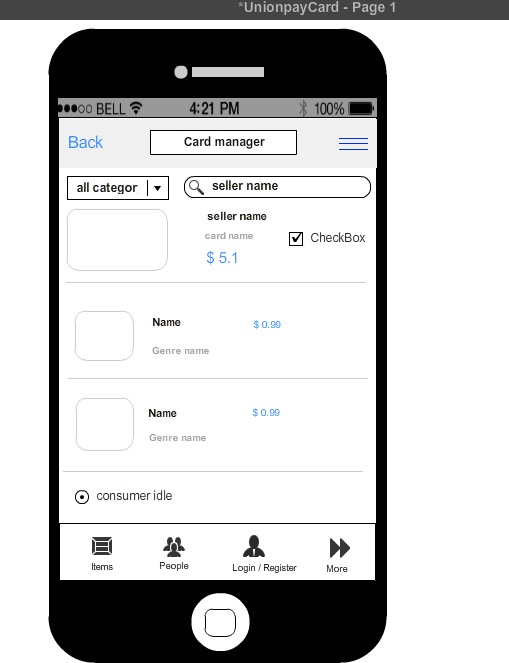 *UnionpayCard - Page 1
BELL 4:21 PM 100%
Back Card manager
all categor seller name
seller name
card name
CheckBox
$ 5.1
Name $ 0.99
Genre name
Name $ 0.99
Genre name
consumer idle
Items People Login / Register More